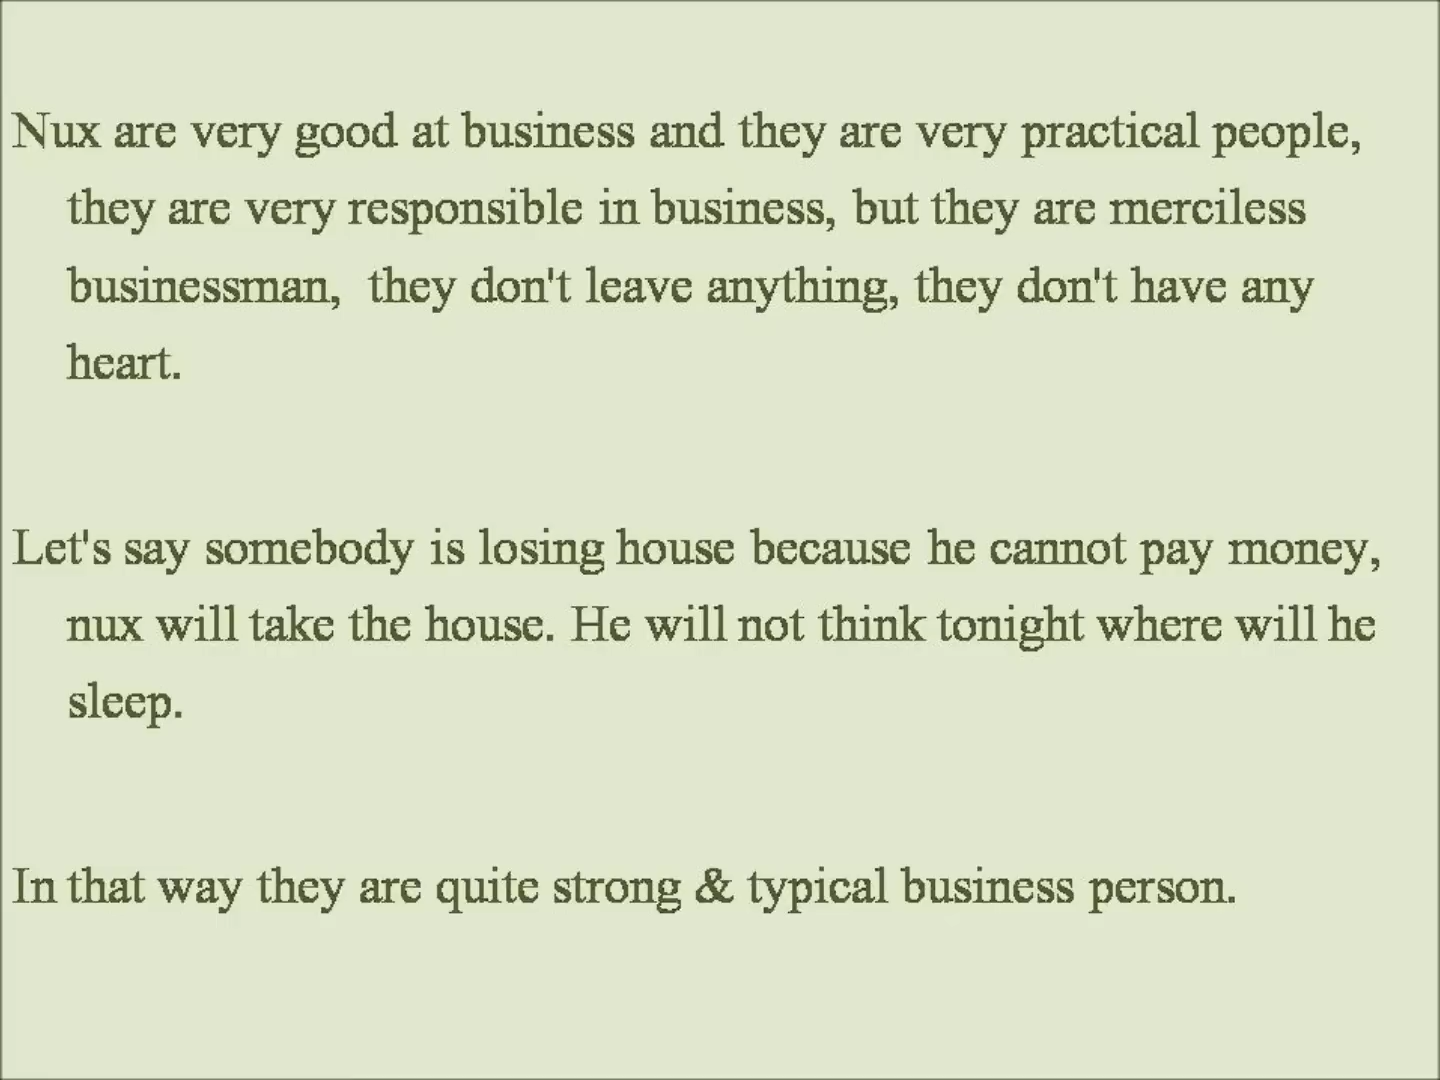 Nux are very good at business and they are very practical people,
they are very responsible in business, but they are merciless
businessman,  they don't leave anything, they don't have any
heart.
Let's say somebody is losing house because he cannot pay money,
nux will take the house. He will not think tonight where will he
sleep.
In that way they are quite strong & typical business person.